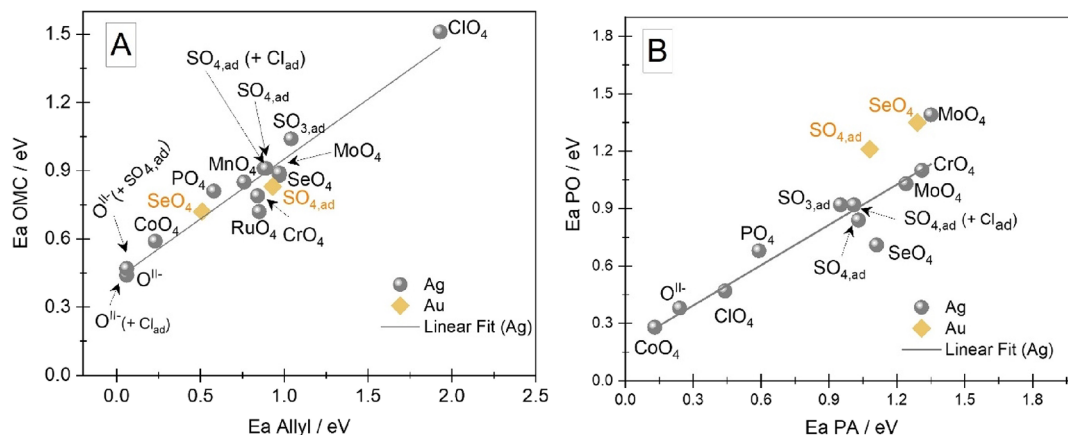 A
1.5
1.2
0.9
0.6
0.3
0.0
Ea OMC / eV
ClO4
SO4,ad (+ Clad)
SO4,ad
SO3,ad
MoO4
MnO4
SeO4
PO4
SO4,ad
SeO4
RuO4
CrO4
CoO4
O^II-(+ SO4,ad)
O^II-
O^II-(+ Clad)
Ag
Au
Linear Fit (Ag)
0.0 0.5 1.0 1.5 2.0 2.5
Ea Allyl / eV
B
1.8
1.5
1.2
0.9
0.6
0.3
0.0
Ea PO / eV
SeO4
MoO4
SO4,ad
CrO4
MoO4
SO3,ad
SO4,ad (+ Clad)
PO4
SO4,ad
SeO4
O^II-
ClO4
CoO4
Ag
Au
Linear Fit (Ag)
0.0 0.3 0.6 0.9 1.2 1.5 1.8
Ea PA / eV